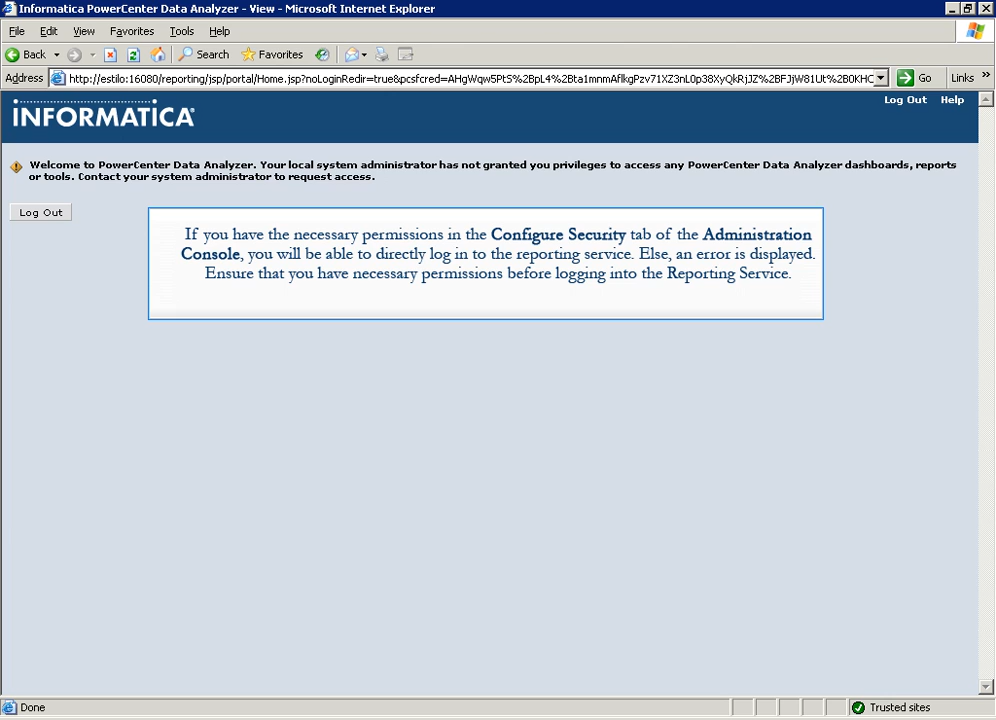 Informatica PowerCenter Data Analyzer - View - Microsoft Internet Explorer
File Edit View Favorites Tools Help
Back Search Favorites
Address http://estilo:16080/reporting/jsp/portal/Home.jsp?noLoginRedir=true&pcsfcred=AHgWqw5PtS%2BpL4%2Bta1mnmAflkgPzv71XZ3nL0p38XyQkRjJZ%2BFJjW81Ut%2B0KHC Go Links »
Log Out Help
INFORMATICA®
Welcome to PowerCenter Data Analyzer. Your local system administrator has not granted you privileges to access any PowerCenter Data Analyzer dashboards, reports
or tools. Contact your system administrator to request access.
Log Out
If you have the necessary permissions in the Configure Security tab of the Administration
Console, you will be able to directly log in to the reporting service. Else, an error is displayed.
Ensure that you have necessary permissions before logging into the Reporting Service.
Done Trusted sites